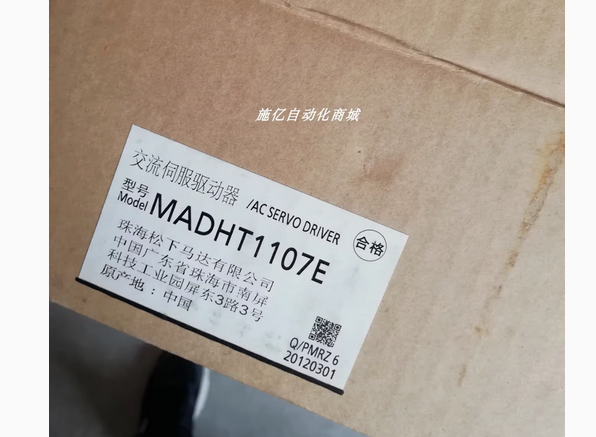 施亿自动化商城
交流伺服驱动器 /AC SERVO DRIVER
型号
Model MADHT1107E
合格
珠海松下马达有限公司
中国广东省珠海市南屏
科技工业园屏东3路3号
原产地：中国
Q/PMRZ 6
20120301